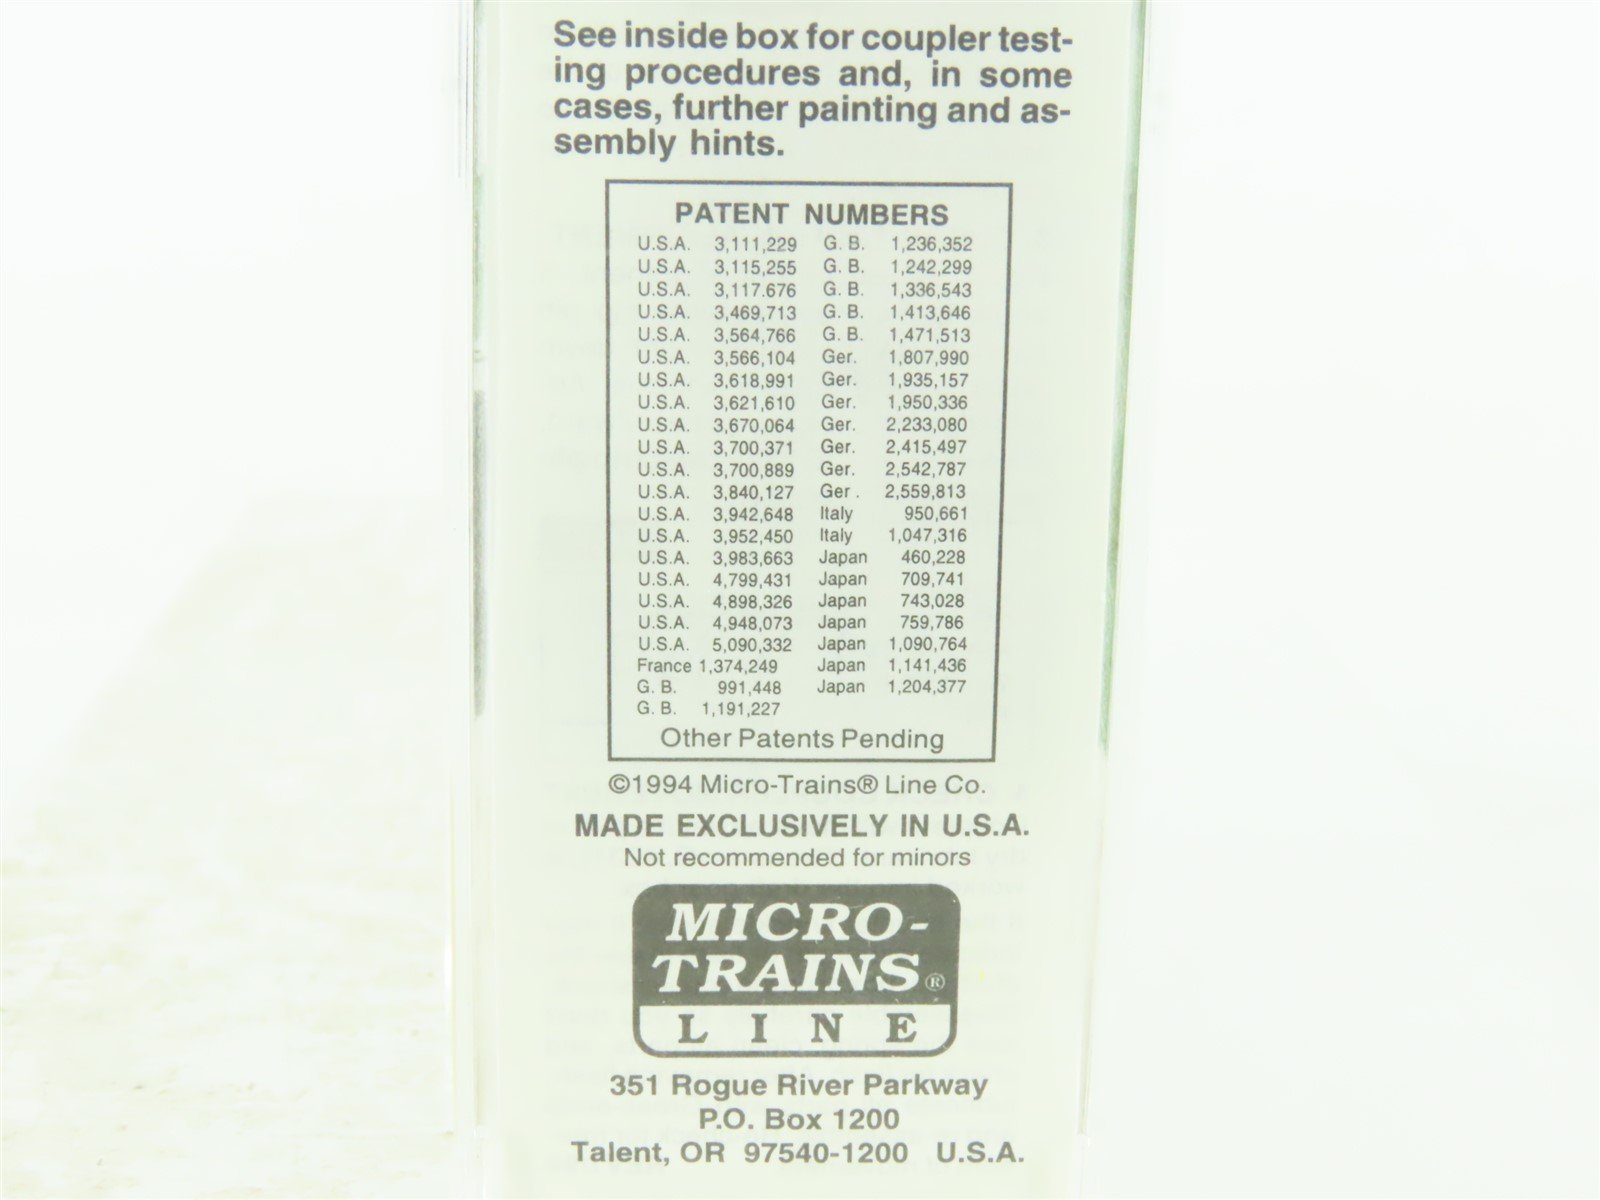 See inside box for coupler test-
ing procedures and, in some
cases, further painting and as-
sembly hints.
PATENT NUMBERS
U.S.A. 3,111,229 G. B. 1,236,352
U.S.A. 3,115,255 G. B. 1,242,299
U.S.A. 3,117.676 G. B. 1,336,543
U.S.A. 3,469,713 G. B. 1,413,646
U.S.A. 3,564,766 G. B. 1,471,513
U.S.A. 3,566,104 Ger. 1,807,990
U.S.A. 3,618,991 Ger. 1,935,157
U.S.A. 3,621,610 Ger. 1,950,336
U.S.A. 3,670,064 Ger. 2,233,080
U.S.A. 3,700,371 Ger. 2,415,497
U.S.A. 3,700,889 Ger. 2,542,787
U.S.A. 3,840,127 Ger . 2,559,813
U.S.A. 3,942,648 Italy 950,661
U.S.A. 3,952,450 Italy 1,047,316
U.S.A. 3,983,663 Japan 460,228
U.S.A. 4,799,431 Japan 709,741
U.S.A. 4,898,326 Japan 743,028
U.S.A. 4,948,073 Japan 759,786
U.S.A. 5,090,332 Japan 1,090,764
France 1,374,249 Japan 1,141,436
G. B. 991,448 Japan 1,204,377
G. B. 1,191,227
Other Patents Pending
©1994 Micro-Trains® Line Co.
MADE EXCLUSIVELY IN U.S.A.
Not recommended for minors
MICRO-
TRAINS®
LINE
351 Rogue River Parkway
P.O. Box 1200
Talent, OR 97540-1200 U.S.A.